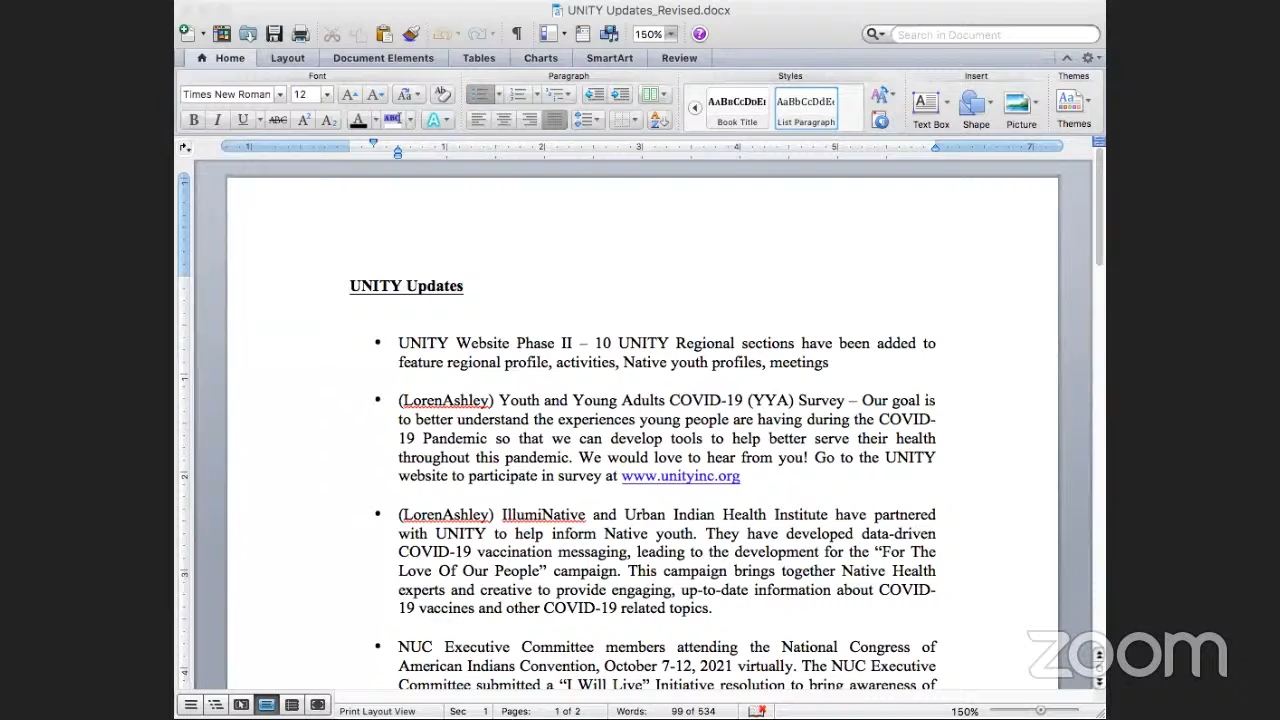 UNITY Updates_Revised.docx
150%
Search in Document
Home Layout Document Elements Tables Charts SmartArt Review
Font Paragraph Styles Insert Themes
Times New Roman 12
AaBbCcDdEe AaBbCcDdEe
Book Title List Paragraph
Text Box Shape Picture Themes
UNITY Updates
• UNITY Website Phase II – 10 UNITY Regional sections have been added to
feature regional profile, activities, Native youth profiles, meetings
• (LorenAshley) Youth and Young Adults COVID-19 (YYA) Survey – Our goal is
to better understand the experiences young people are having during the COVID-
19 Pandemic so that we can develop tools to help better serve their health
throughout this pandemic. We would love to hear from you! Go to the UNITY
website to participate in survey at www.unityinc.org
• (LorenAshley) IllumiNative and Urban Indian Health Institute have partnered
with UNITY to help inform Native youth. They have developed data-driven
COVID-19 vaccination messaging, leading to the development for the “For The
Love Of Our People” campaign. This campaign brings together Native Health
experts and creative to provide engaging, up-to-date information about COVID-
19 vaccines and other COVID-19 related topics.
• NUC Executive Committee members attending the National Congress of
American Indians Convention, October 7-12, 2021 virtually. The NUC Executive
Committee submitted a “I Will Live” Initiative resolution to bring awareness of
zoom
Print Layout View Sec 1 Pages: 1 of 2 Words: 99 of 534 150%